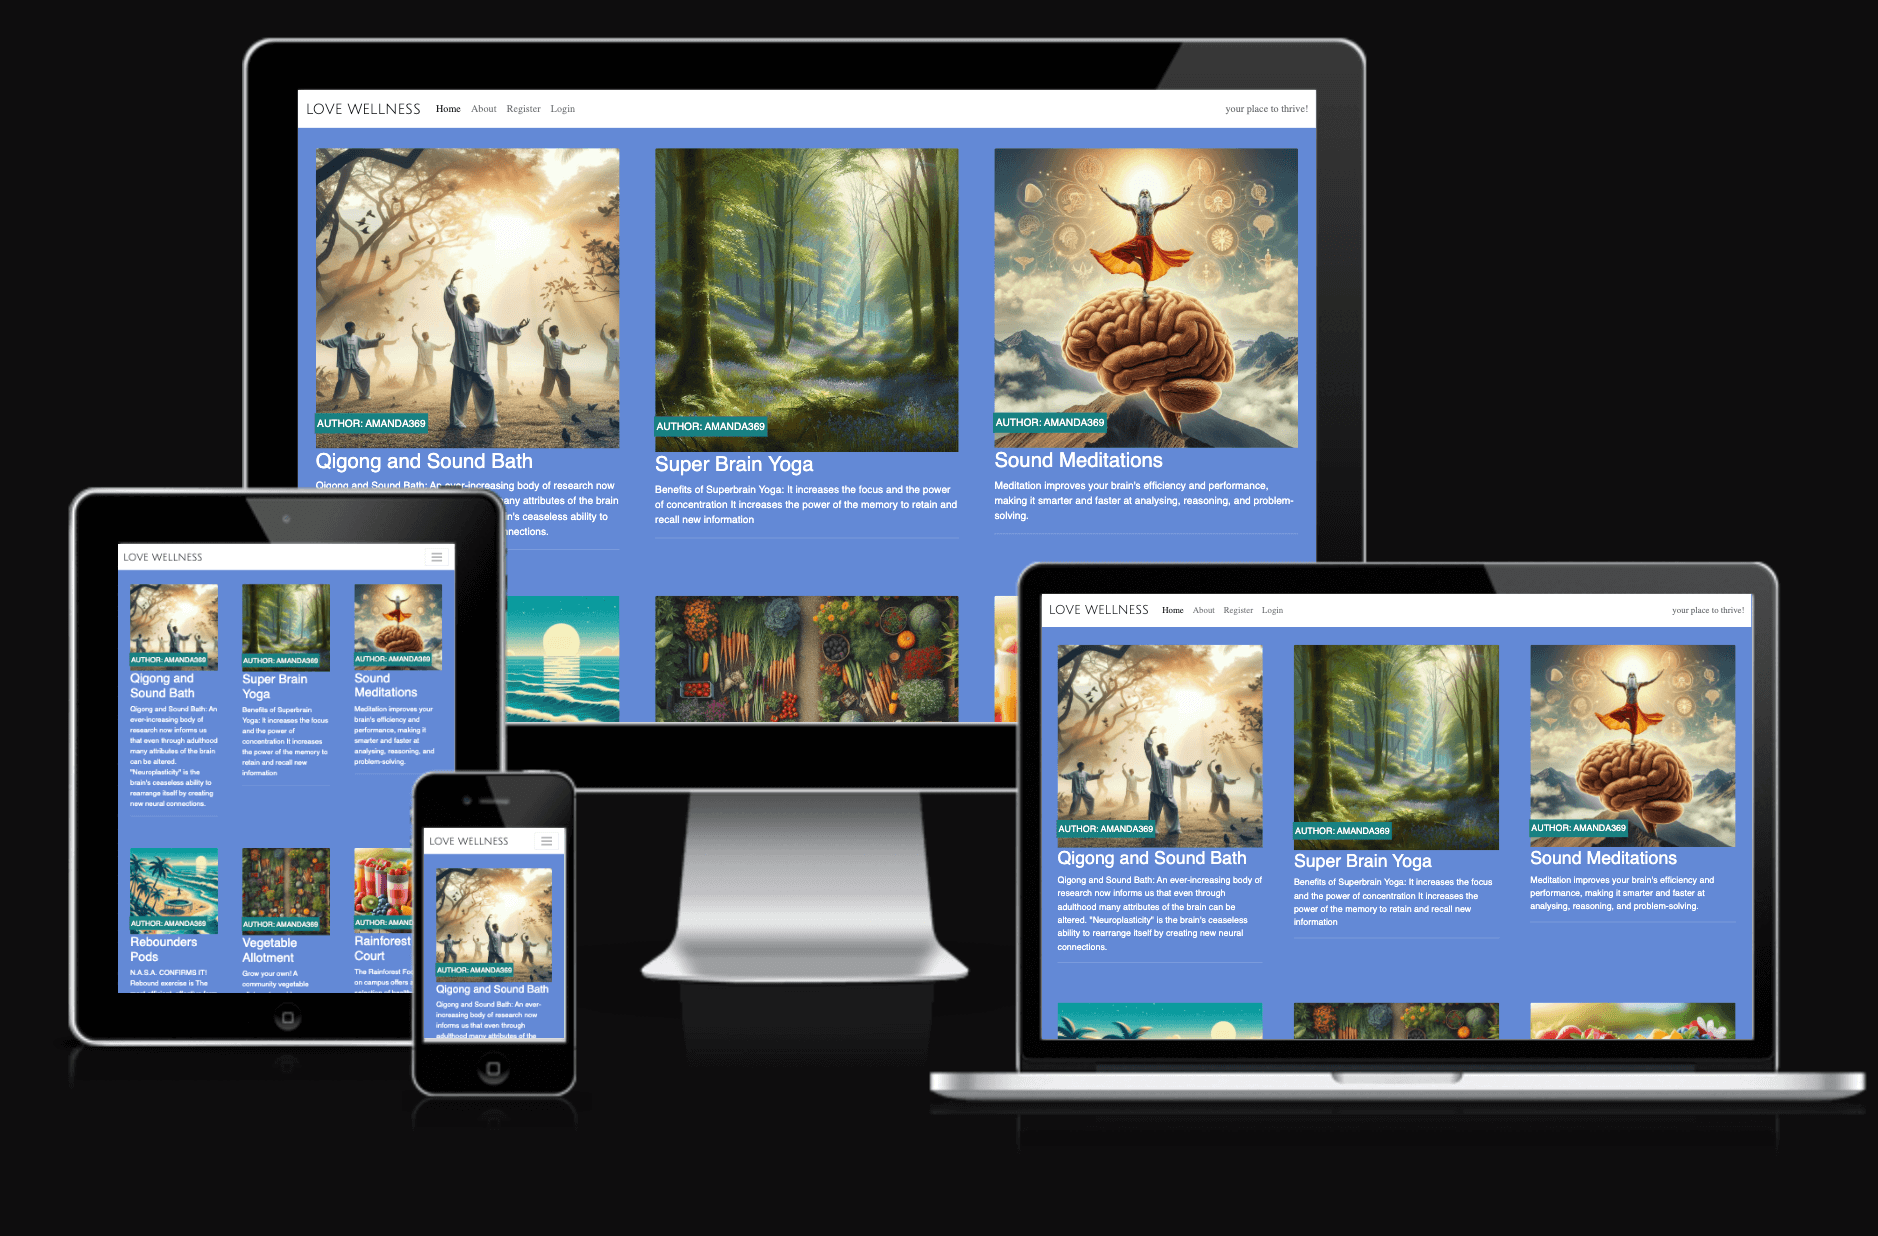 LOVE WELLNESS Home About Register Login your place to thrive!
AUTHOR: AMANDA369
Qigong and Sound Bath
Qigong and Sound Bath: An ever-increasing body of research now
any attributes of the brain
in's ceaseless ability to
nnections.
AUTHOR: AMANDA369
Super Brain Yoga
Benefits of Superbrain Yoga: It increases the focus and the power
of concentration It increases the power of the memory to retain and
recall new information
AUTHOR: AMANDA369
Sound Meditations
Meditation improves your brain's efficiency and performance,
making it smarter and faster at analysing, reasoning, and problem-
solving.
LOVE WELLNESS
AUTHOR: AMANDA369
Qigong and
Sound Bath
Qigong and Sound Bath: An
ever-increasing body of
research now informs us
that even through adulthood
many attributes of the brain
can be altered.
"Neuroplasticity" is the
brain's ceaseless ability to
rearrange itself by creating
new neural connections.
AUTHOR: AMANDA369
Super Brain
Yoga
Benefits of Superbrain
Yoga: It increases the focus
and the power of
concentration It increases
the power of the memory to
retain and recall new
information
AUTHOR: AMANDA369
Sound
Meditations
Meditation improves your
brain's efficiency and
performance, making it
smarter and faster at
analysing, reasoning, and
problem-solving.
AUTHOR: AMANDA369
Rebounders
Pods
N.A.S.A. CONFIRMS IT!
Rebound exercise is The
AUTHOR: AMANDA369
Vegetable
Allotment
Grow your own! A
community vegetable
AUTHOR: AMAND
Rainforest
Court
The Rainforest Foo
on campus offers a
LOVE WELLNESS
AUTHOR: AMANDA369
Qigong and Sound Bath
Qigong and Sound Bath: An ever-
increasing body of research now
informs us that even through
adulthood many attributes of the
LOVE WELLNESS Home About Register Login your place to thrive!
AUTHOR: AMANDA369
Qigong and Sound Bath
Qigong and Sound Bath: An ever-increasing body of
research now informs us that even through
adulthood many attributes of the brain can be
altered. "Neuroplasticity" is the brain's ceaseless
ability to rearrange itself by creating new neural
connections.
AUTHOR: AMANDA369
Super Brain Yoga
Benefits of Superbrain Yoga: It increases the focus
and the power of concentration It increases the
power of the memory to retain and recall new
information
AUTHOR: AMANDA369
Sound Meditations
Meditation improves your brain's efficiency and
performance, making it smarter and faster at
analysing, reasoning, and problem-solving.